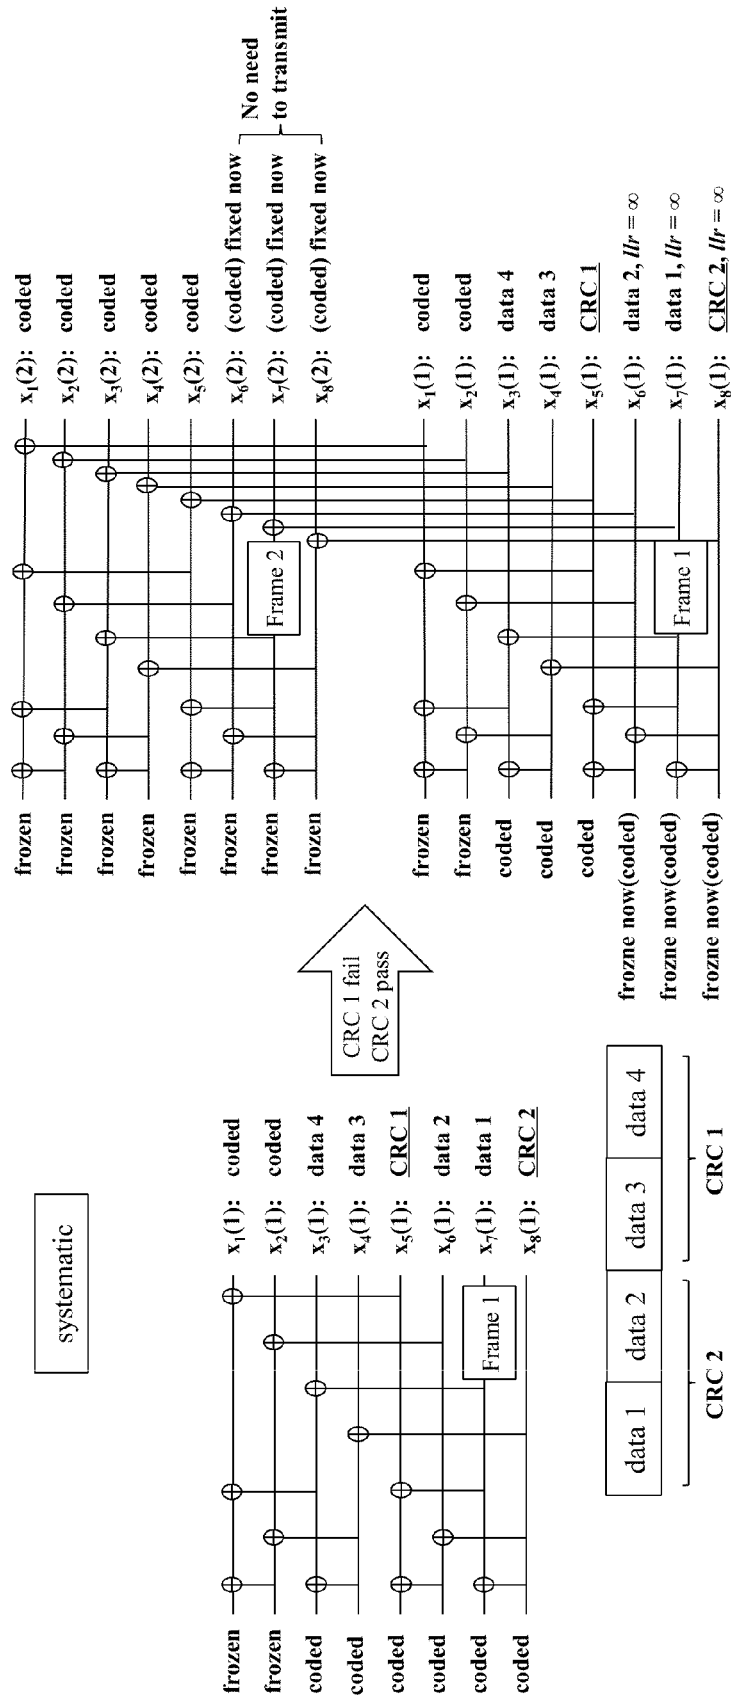 systematic
frozen x₁(1): coded
frozen x₂(1): coded
coded x₃(1): data 4
coded x₄(1): data 3
coded x₅(1): CRC 1
coded x₆(1): data 2
coded x₇(1): data 1
coded x₈(1): CRC 2
Frame 1
data 1 data 2 data 3 data 4
CRC 2 CRC 1
CRC 1 fail
CRC 2 pass
frozen x₁(2): coded
frozen x₂(2): coded
frozen x₃(2): coded
frozen x₄(2): coded
frozen x₅(2): coded
frozen x₆(2): (coded) fixed now
frozen x₇(2): (coded) fixed now
frozen x₈(2): (coded) fixed now
Frame 2
No need
to transmit
frozen x₁(1): coded
frozen x₂(1): coded
coded x₃(1): data 4
coded x₄(1): data 3
coded x₅(1): CRC 1
frozne now(coded) x₆(1): data 2, llr = ∞
frozne now(coded) x₇(1): data 1, llr = ∞
frozne now(coded) x₈(1): CRC 2, llr = ∞
Frame 1